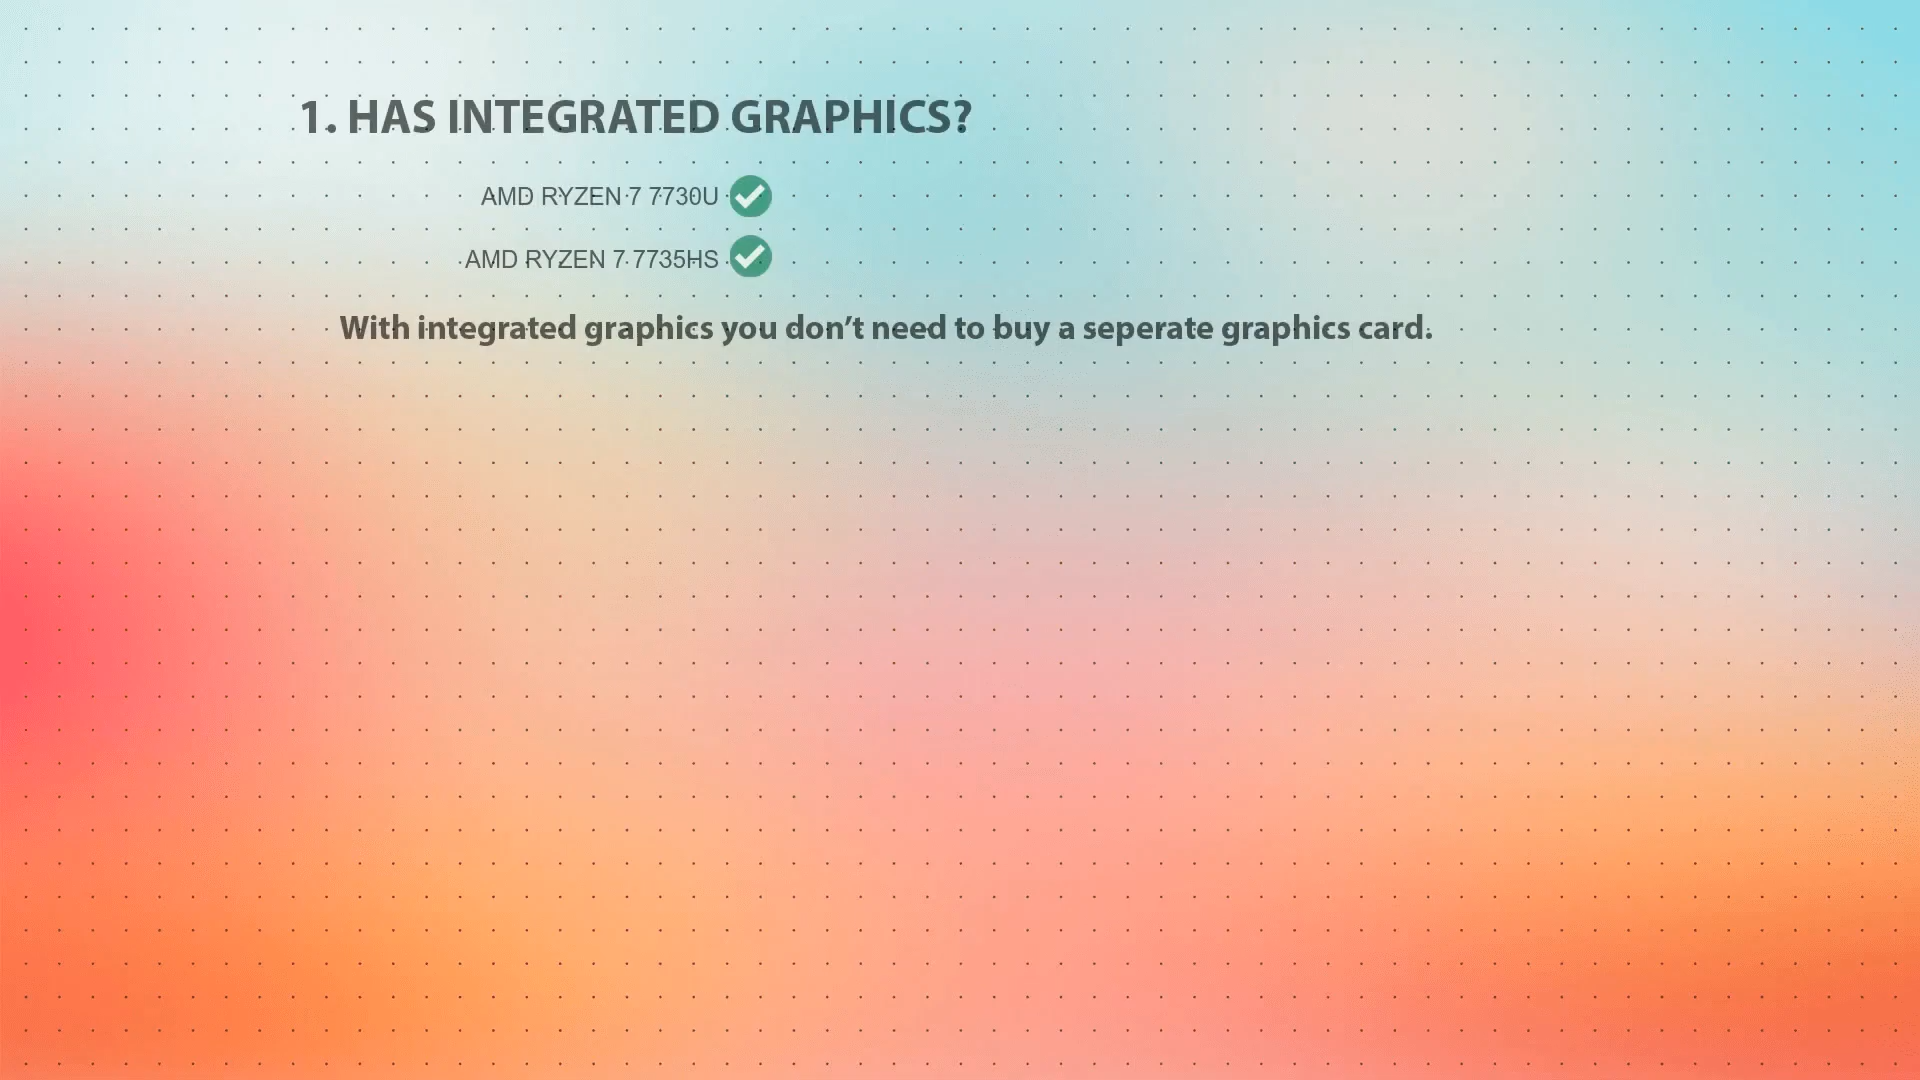 1. HAS INTEGRATED GRAPHICS?
AMD RYZEN 7 7730U
AMD RYZEN 7 7735HS
With integrated graphics you don’t need to buy a seperate graphics card.